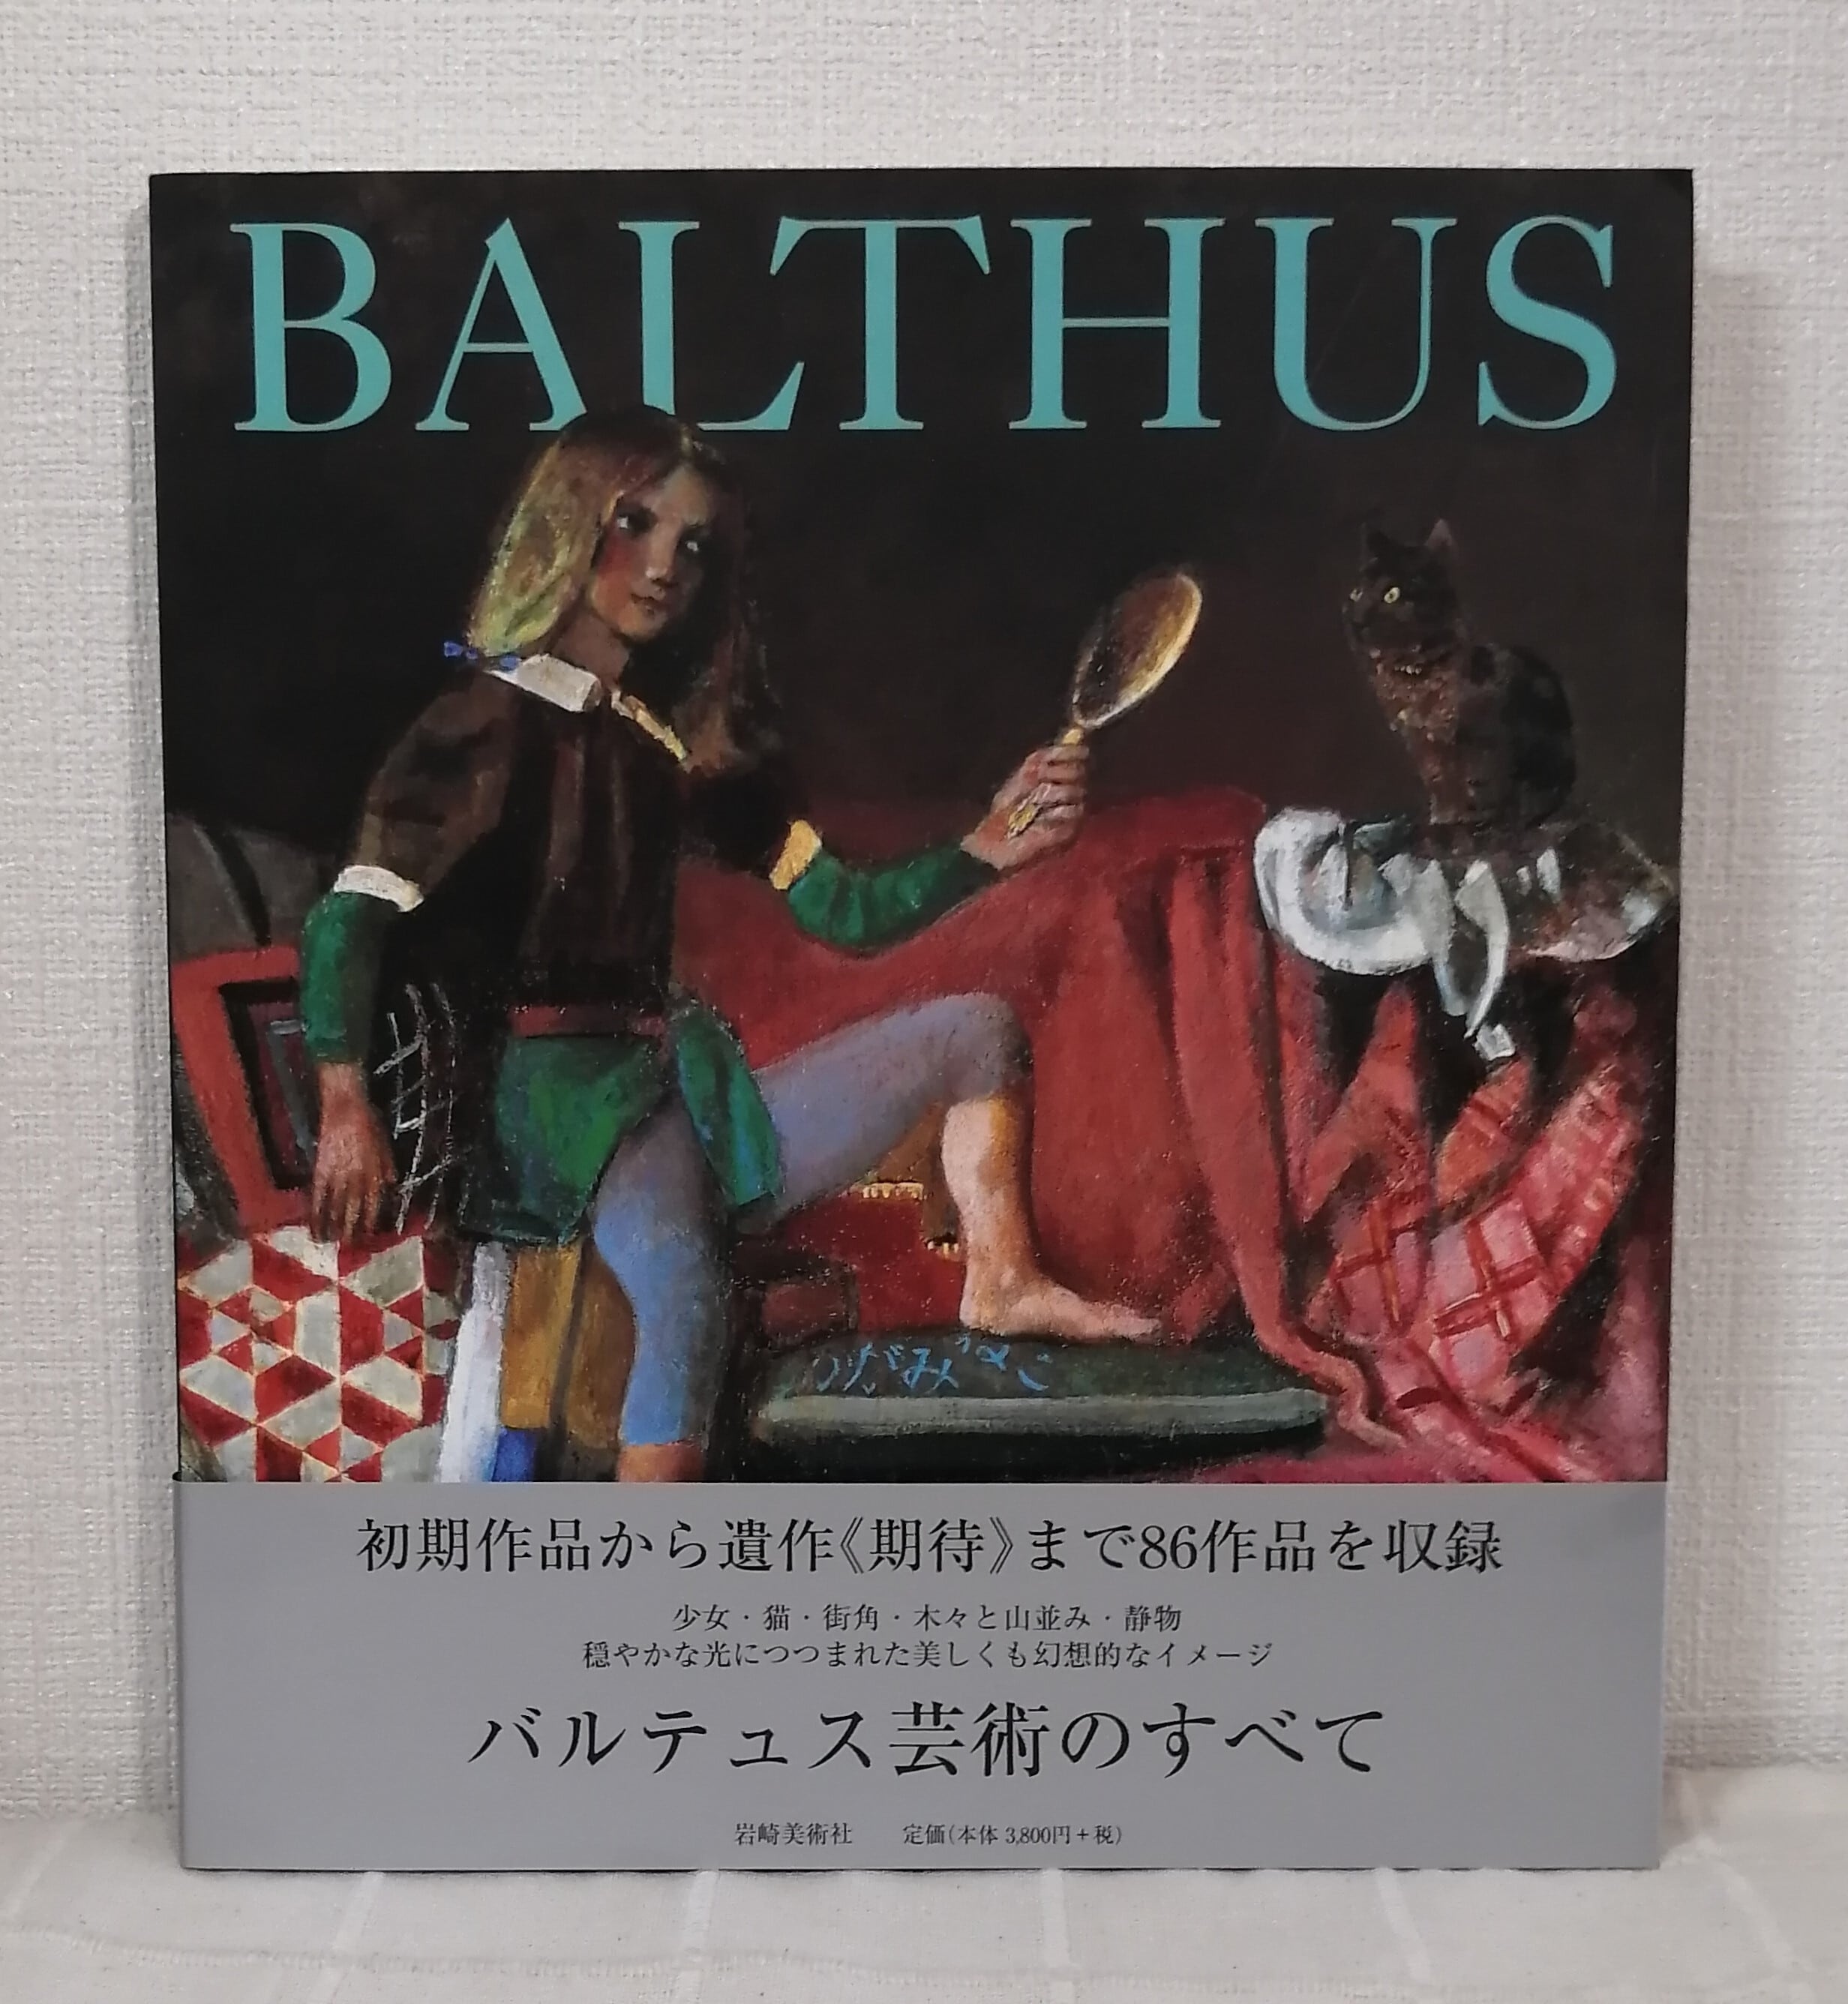 BALTHUS
初期作品から遺作《期待》まで86作品を収録
少女・猫・街角・木々と山並み・静物
穏やかな光につつまれた美しくも幻想的なイメージ
バルテュス芸術のすべて
岩崎美術社　定価(本体 3,800円+税)